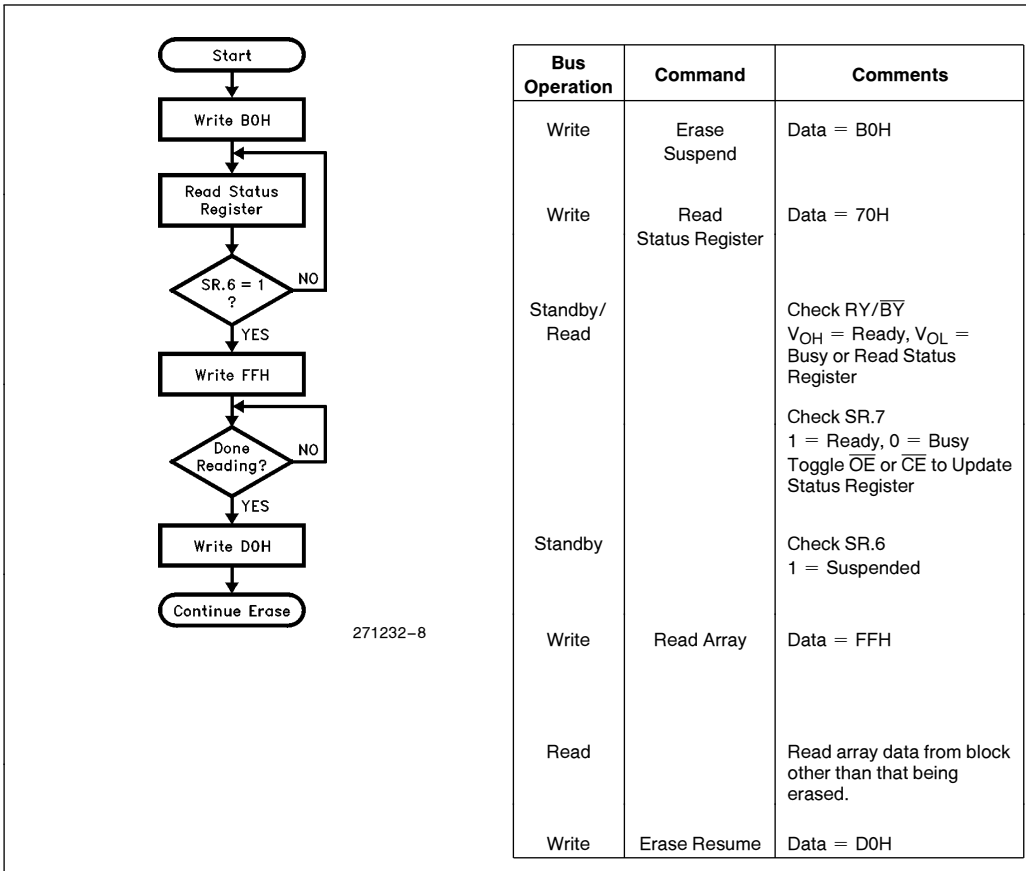 Start
Write B0H
Read Status
Register
SR.6 = 1
?
NO
YES
Write FFH
Done
Reading?
NO
YES
Write D0H
Continue Erase
271232–8
Bus
Operation
Command
Comments
Write
Erase
Suspend
Data = B0H
Write
Read
Status Register
Data = 70H
Standby/
Read
Check RY/B̅Y̅
VOH = Ready, VOL =
Busy or Read Status
Register
Check SR.7
1 = Ready, 0 = Busy
Toggle O̅E̅ or C̅E̅ to Update
Status Register
Standby
Check SR.6
1 = Suspended
Write
Read Array
Data = FFH
Read
Read array data from block
other than that being
erased.
Write
Erase Resume
Data = D0H